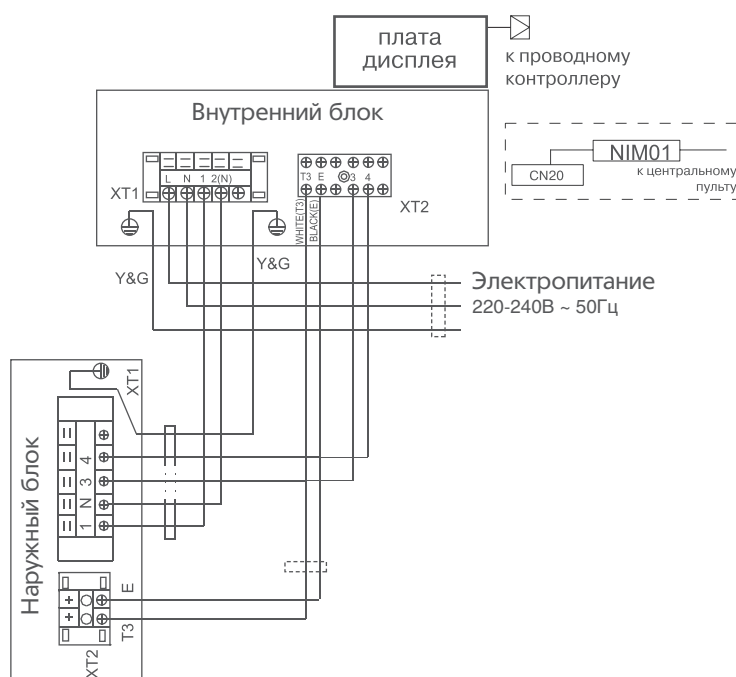 плата
дисплея
к проводному
контроллеру
Внутренний блок
NIM01
CN20
к центральному
пульту
L N 1 2(N)
XT1
T3 E 3 4
XT2
WHITE(T3)
BLACK(E)
Y&G
Y&G
Электропитание
220-240В ~ 50Гц
Наружный блок
XT1
4
3
N
1
E
T3
XT2